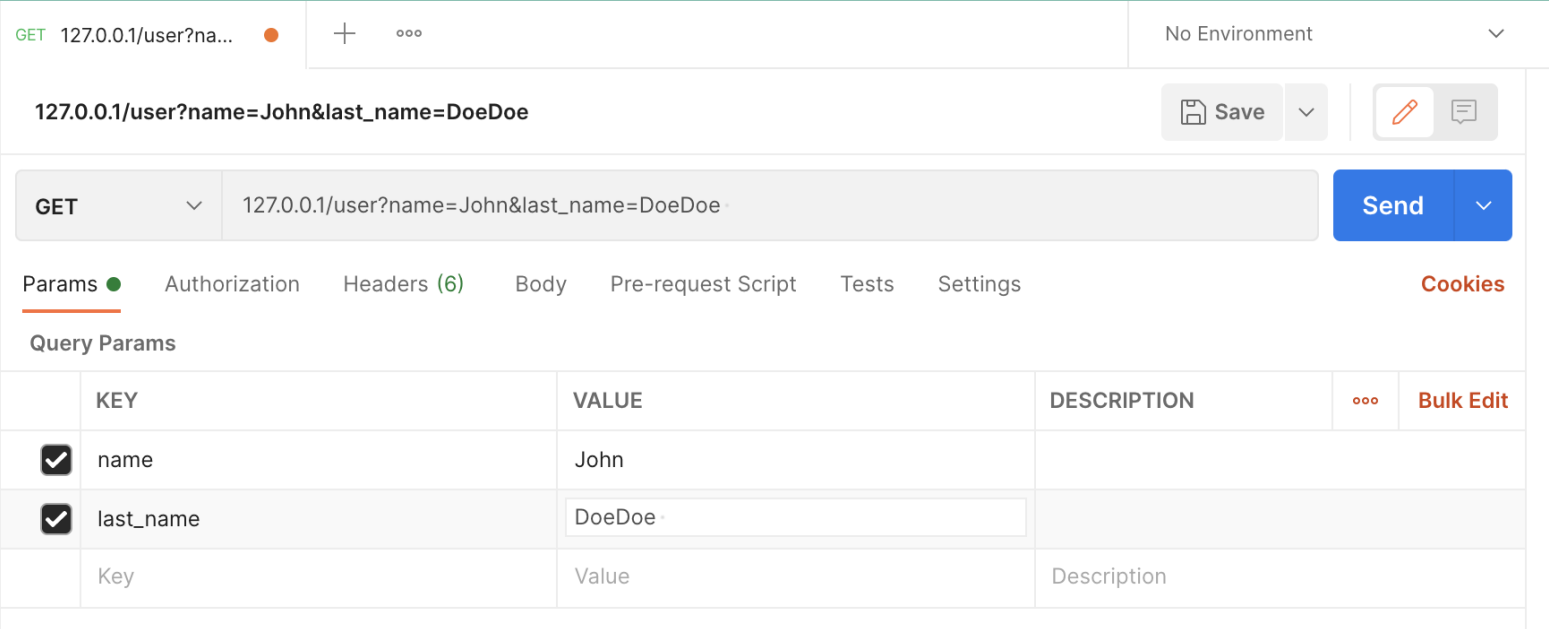 GET 127.0.0.1/user?na... No Environment
127.0.0.1/user?name=John&last_name=DoeDoe Save
GET 127.0.0.1/user?name=John&last_name=DoeDoe Send
Params Authorization Headers (6) Body Pre-request Script Tests Settings Cookies
Query Params
KEY VALUE DESCRIPTION Bulk Edit
name John
last_name DoeDoe
Key Value Description